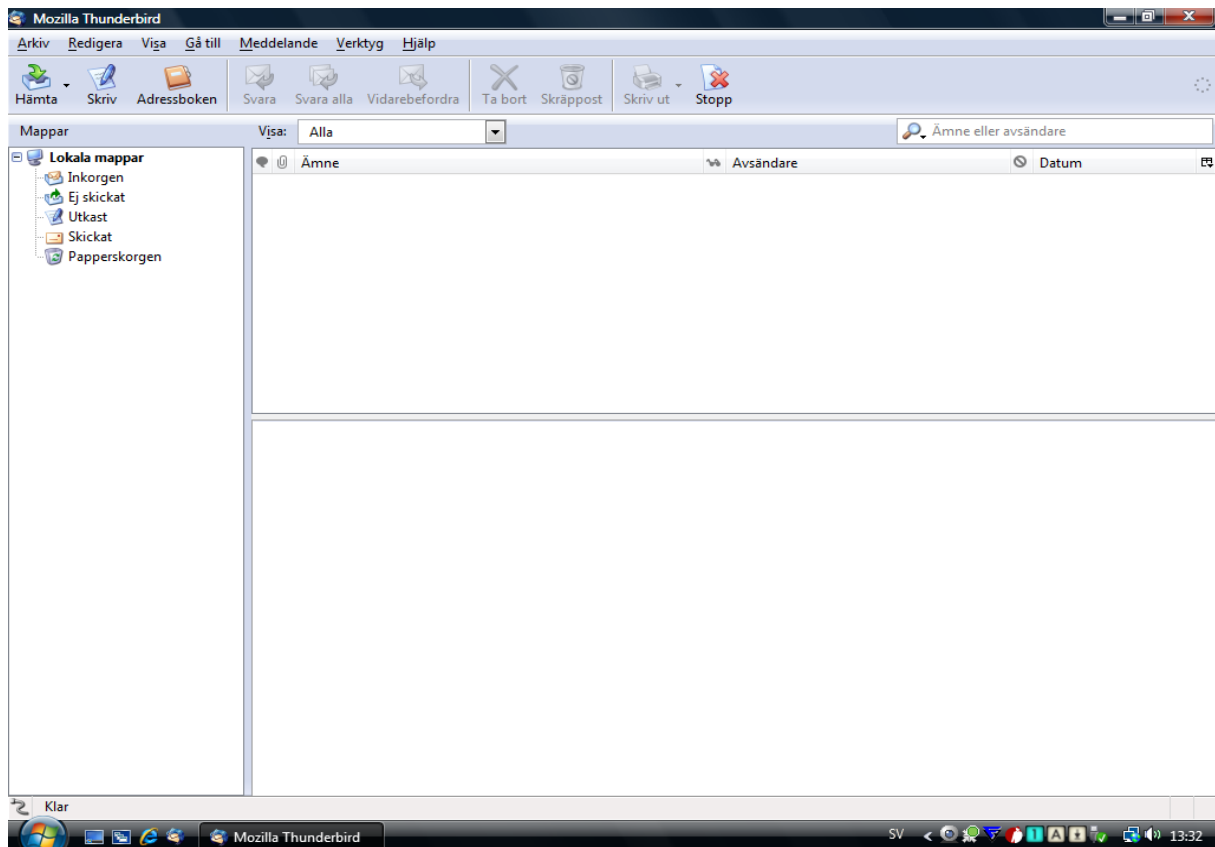 Mozilla Thunderbird
Arkiv Redigera Visa Gå till Meddelande Verktyg Hjälp
Hämta Skriv Adressboken Svara Svara alla Vidarebefordra Ta bort Skräppost Skriv ut Stopp
Mappar Visa: Alla Ämne eller avsändare
Lokala mappar Ämne Avsändare Datum
Inkorgen
Ej skickat
Utkast
Skickat
Papperskorgen
Klar
Mozilla Thunderbird SV 1 A 13:32